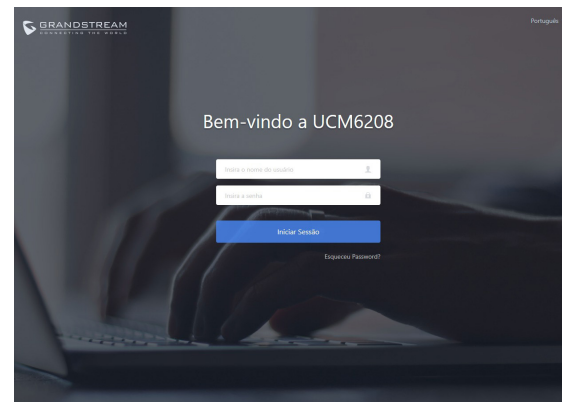 GRANDSTREAM
CONNECTING THE WORLD
Português
Bem-vindo a UCM6208
Insira o nome do usuário
Insira a senha
Iniciar Sessão
Esqueceu Password?